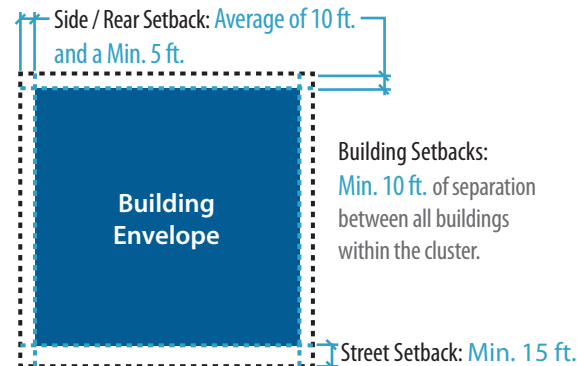 Side / Rear Setback: Average of 10 ft.
and a Min. 5 ft.
Building
Envelope
Building Setbacks:
Min. 10 ft. of separation
between all buildings
within the cluster.
Street Setback: Min. 15 ft.